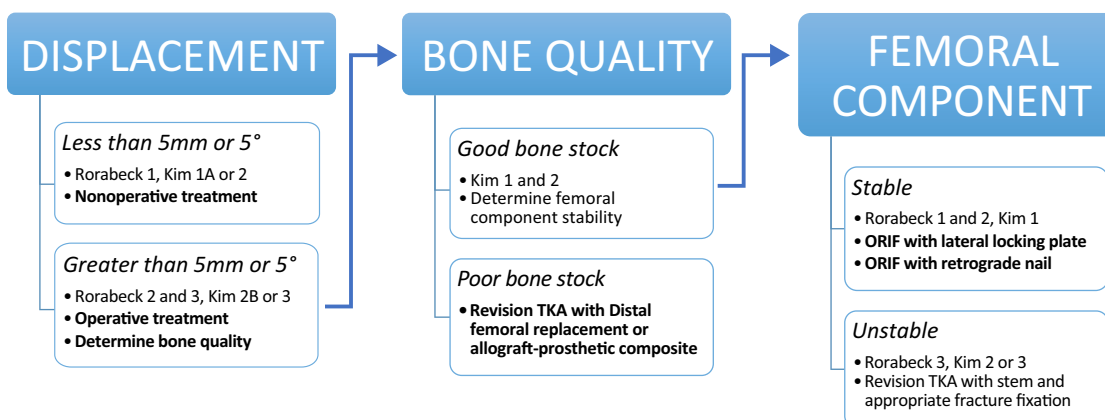 DISPLACEMENT
Less than 5mm or 5°
• Rorabeck 1, Kim 1A or 2
• Nonoperative treatment
Greater than 5mm or 5°
• Rorabeck 2 and 3, Kim 2B or 3
• Operative treatment
• Determine bone quality
BONE QUALITY
Good bone stock
• Kim 1 and 2
• Determine femoral
component stability
Poor bone stock
• Revision TKA with Distal
femoral replacement or
allograft-prosthetic composite
FEMORAL
COMPONENT
Stable
• Rorabeck 1 and 2, Kim 1
• ORIF with lateral locking plate
• ORIF with retrograde nail
Unstable
• Rorabeck 3, Kim 2 or 3
• Revision TKA with stem and
appropriate fracture fixation